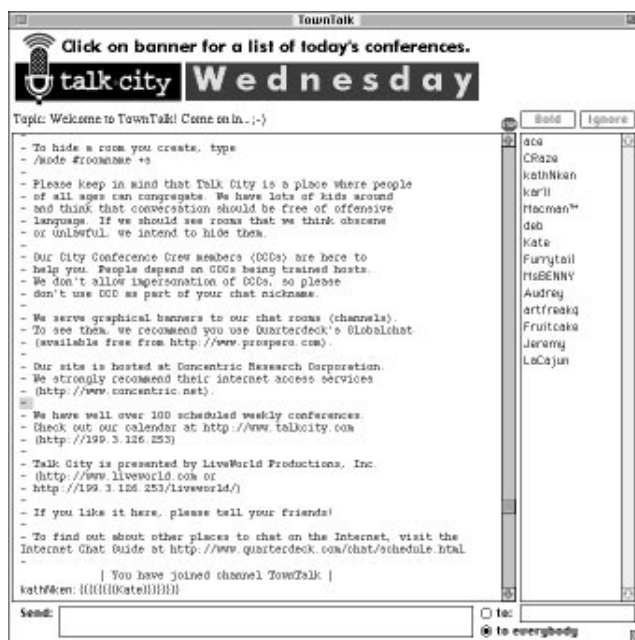 TownTalk
Click on banner for a list of today's conferences.
talk city Wednesday
Topic: Welcome to TownTalk! Come on in..;-)
Bold Ignore
-
- To hide a room you create, type
- /mode #roomname +s
-
- Please keep in mind that Talk City is a place where people
- of all ages can congregate. We have lots of kids around
- and think that conversation should be free of offensive
- language. If we should see rooms that we think obscene
- or unlawful, we intend to hide them.
-
- Our City Conference Crew members (CCCs) are here to
- help you. People depend on CCCs being trained hosts.
- We don't allow impersonation of CCCs, so please
- don't use CCC as part of your chat nickname.
-
- We serve graphical banners to our chat rooms (channels).
- To see them, we recommend you use Quarterdeck's GlobalChat
- (available free from http://www.prospero.com).
-
- Our site is hosted at Concentric Research Corporation.
- We strongly recommend their internet access services
- (http://www.concentric.net).
-
- We have well over 100 scheduled weekly conferences.
- Check out our calendar at http://www.talkcity.com
- (http://199.3.126.253)
-
- Talk City is presented by LiveWorld Productions, Inc.
- (http://www.liveworld.com or
- http://199.3.126.253/liveworld/)
-
- If you like it here, please tell your friends!
-
- To find out about other places to chat on the Internet, visit the
Internet Chat Guide at http://www.quarterdeck.com/chat/schedule.html
-
| You have joined channel TownTalk |
kathNken: {{{{{{{Kate}}}}}}}
ace
CRaze
kathNken
karli
Macman™
deb
Kate
Furrytail
MsBENNY
Audrey
artfreakq
Fruitcake
Jeremy
LaCajun
Send:
to:
to everybody